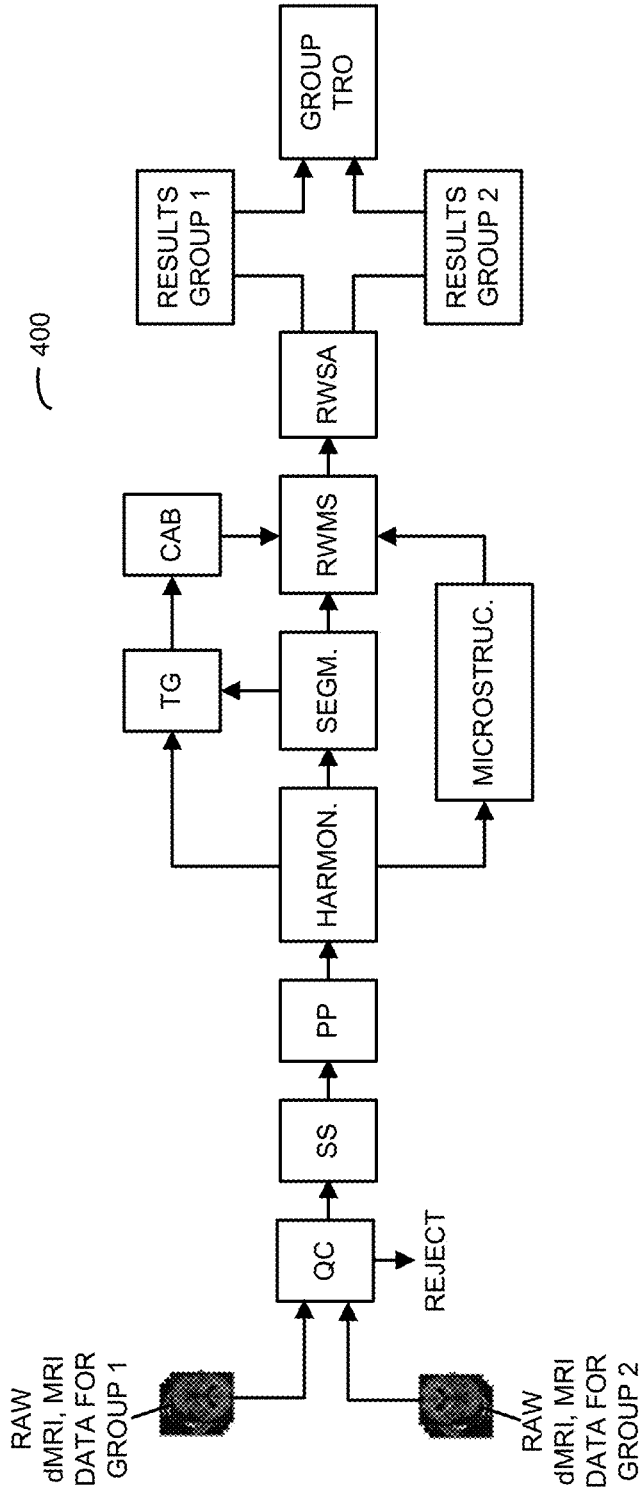 400
RAW
dMRI, MRI
DATA FOR
GROUP 1
RAW
dMRI, MRI
DATA FOR
GROUP 2
QC
REJECT
SS
PP
HARMON.
TG
SEGM.
MICROSTRUC.
CAB
RWMS
RWSA
RESULTS
GROUP 1
RESULTS
GROUP 2
GROUP
TRO